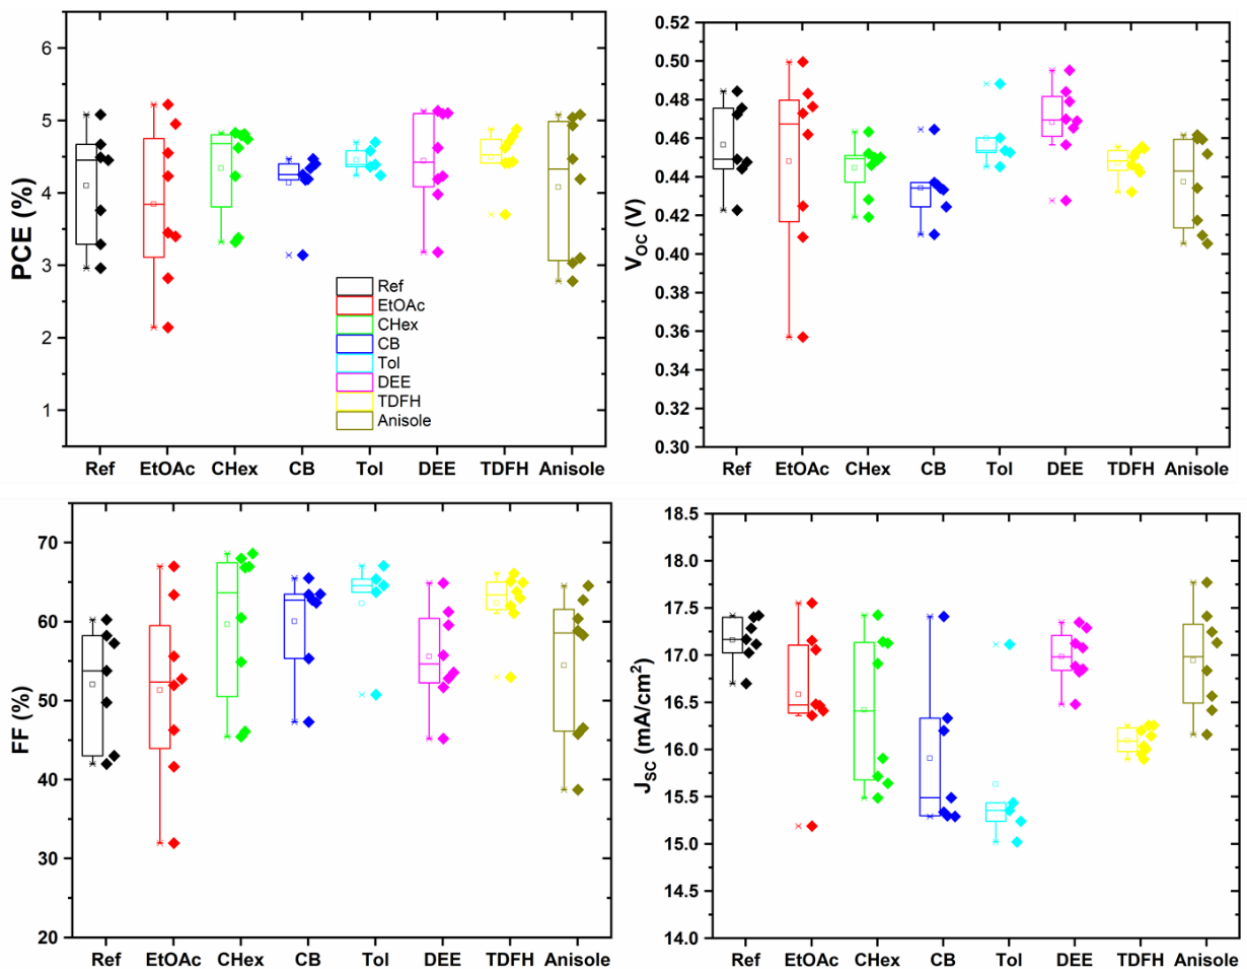 PCE (%)
6
5
4
3
2
1
Ref
EtOAc
CHex
CB
Tol
DEE
TDFH
Anisole
Ref EtOAc CHex CB Tol DEE TDFH Anisole
V_OC (V)
0.52
0.50
0.48
0.46
0.44
0.42
0.40
0.38
0.36
0.34
0.32
0.30
Ref EtOAc CHex CB Tol DEE TDFH Anisole
FF (%)
70
60
50
40
30
20
Ref EtOAc CHex CB Tol DEE TDFH Anisole
J_SC (mA/cm²)
18.5
18.0
17.5
17.0
16.5
16.0
15.5
15.0
14.5
14.0
Ref EtOAc CHex CB Tol DEE TDFH Anisole